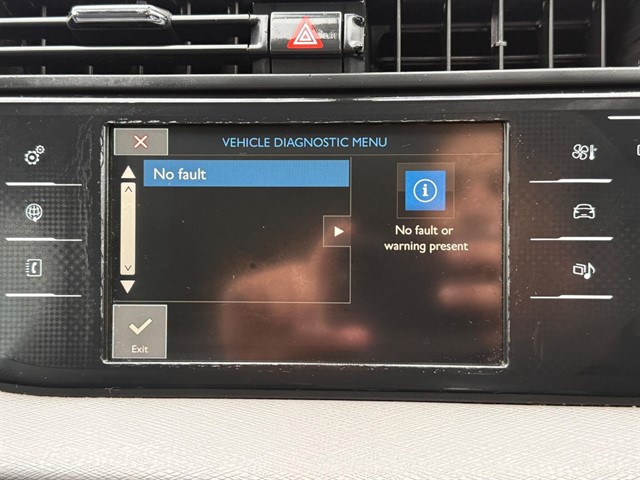 VEHICLE DIAGNOSTIC MENU
No fault
No fault or
warning present
Exit